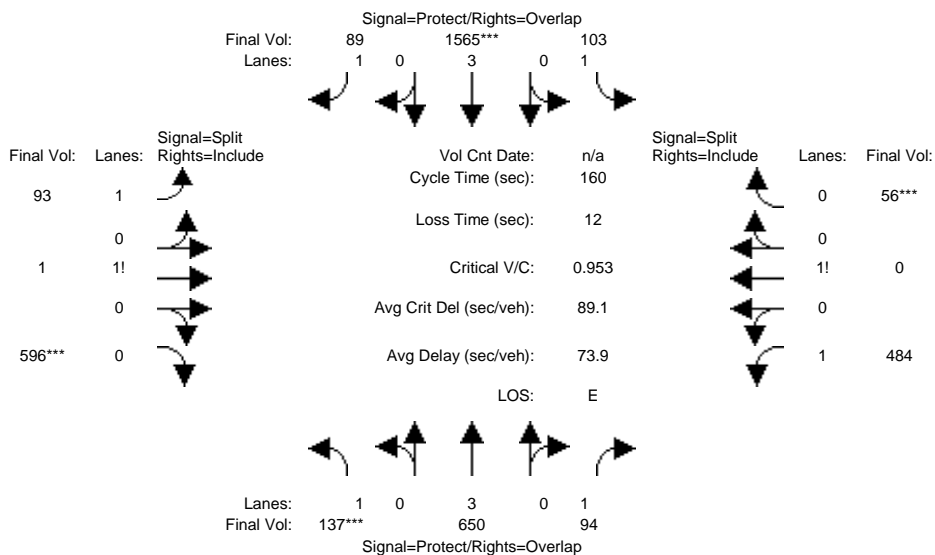 Signal=Protect/Rights=Overlap
Final Vol: 89 1565*** 103
Lanes: 1 0 3 0 1
Signal=Split Signal=Split
Final Vol: Lanes: Rights=Include Vol Cnt Date: n/a Rights=Include Lanes: Final Vol:
Cycle Time (sec): 160
93 1 0 56***
Loss Time (sec): 12
0 0
1 1! Critical V/C: 0.953 1! 0
0 Avg Crit Del (sec/veh): 89.1 0
596*** 0 Avg Delay (sec/veh): 73.9 1 484
LOS: E
Lanes: 1 0 3 0 1
Final Vol: 137*** 650 94
Signal=Protect/Rights=Overlap